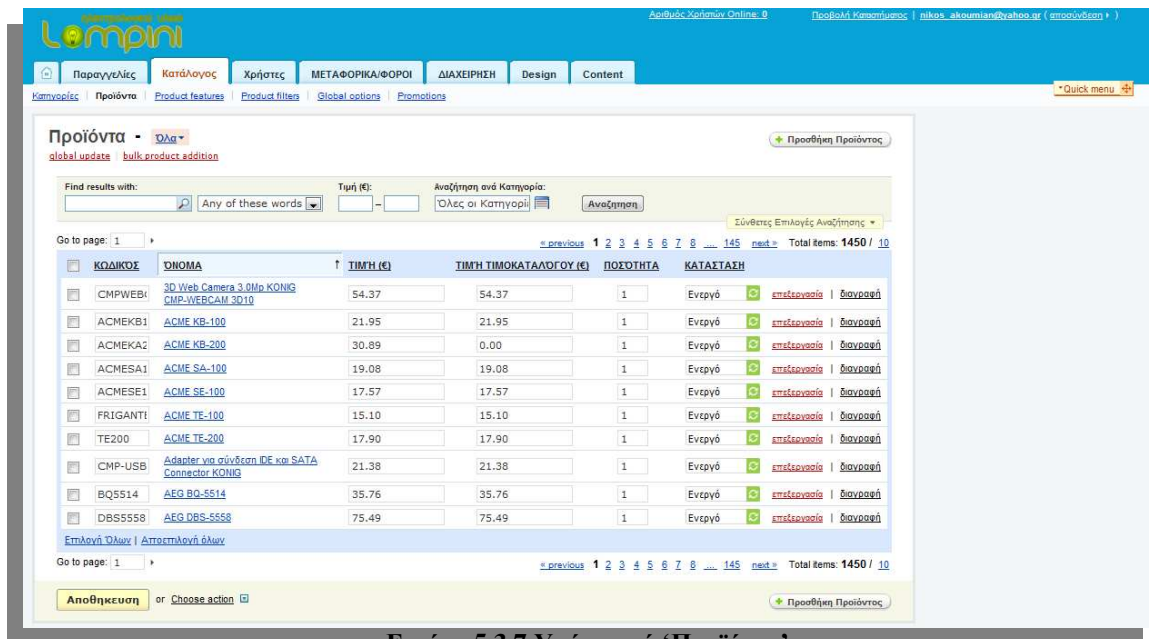 Αριθμός Χρηστών Online: 0 Προβολή Καταστήματος | nikos_akoumian@yahoo.gr ( αποσύνδεση )
Lompini
Παραγγελίες Κατάλογος Χρήστες ΜΕΤΑΦΟΡΙΚΑ/ΦΟΡΟΙ ΔΙΑΧΕΙΡΗΣΗ Design Content
Κατηγορίες Προϊόντα Product features Product filters Global options Promotions
Quick menu
Προϊόντα - Όλα
Προσθήκη Προϊόντος
global update bulk product addition
Find results with: Τιμή (€): Αναζήτηση ανά Κατηγορία:
Any of these words – Όλες οι Κατηγορί Αναζητηση
Σύνθετες Επιλογές Αναζήτησης
Go to page: 1 « previous 1 2 3 4 5 6 7 8 ... 145 next » Total items: 1450 / 10
ΚΩΔΙΚΌΣ ΌΝΟΜΑ ↑ ΤΙΜΉ (€) ΤΙΜΉ ΤΙΜΟΚΑΤΑΛΌΓΟΥ (€) ΠΟΣΌΤΗΤΑ ΚΑΤΆΣΤΑΣΗ
CMPWEB( 3D Web Camera 3.0Mp KONIG CMP-WEBCAM 3D10 54.37 54.37 1 Ενεργό επεξεργασία | διαγραφή
ACMEKB1 ACME KB-100 21.95 21.95 1 Ενεργό επεξεργασία | διαγραφή
ACMEKA2 ACME KB-200 30.89 0.00 1 Ενεργό επεξεργασία | διαγραφή
ACMESA1 ACME SA-100 19.08 19.08 1 Ενεργό επεξεργασία | διαγραφή
ACMESE1 ACME SE-100 17.57 17.57 1 Ενεργό επεξεργασία | διαγραφή
FRIGANTE ACME TE-100 15.10 15.10 1 Ενεργό επεξεργασία | διαγραφή
TE200 ACME TE-200 17.90 17.90 1 Ενεργό επεξεργασία | διαγραφή
CMP-USB Adapter για σύνδεση IDE και SATA Connector KONIG 21.38 21.38 1 Ενεργό επεξεργασία | διαγραφή
BQ5514 AEG BQ-5514 35.76 35.76 1 Ενεργό επεξεργασία | διαγραφή
DBS5558 AEG DBS-5558 75.49 75.49 1 Ενεργό επεξεργασία | διαγραφή
Επιλογή Όλων | Αποεπιλογή όλων
Go to page: 1 « previous 1 2 3 4 5 6 7 8 ... 145 next » Total items: 1450 / 10
Αποθηκευση or Choose action Προσθήκη Προϊόντος